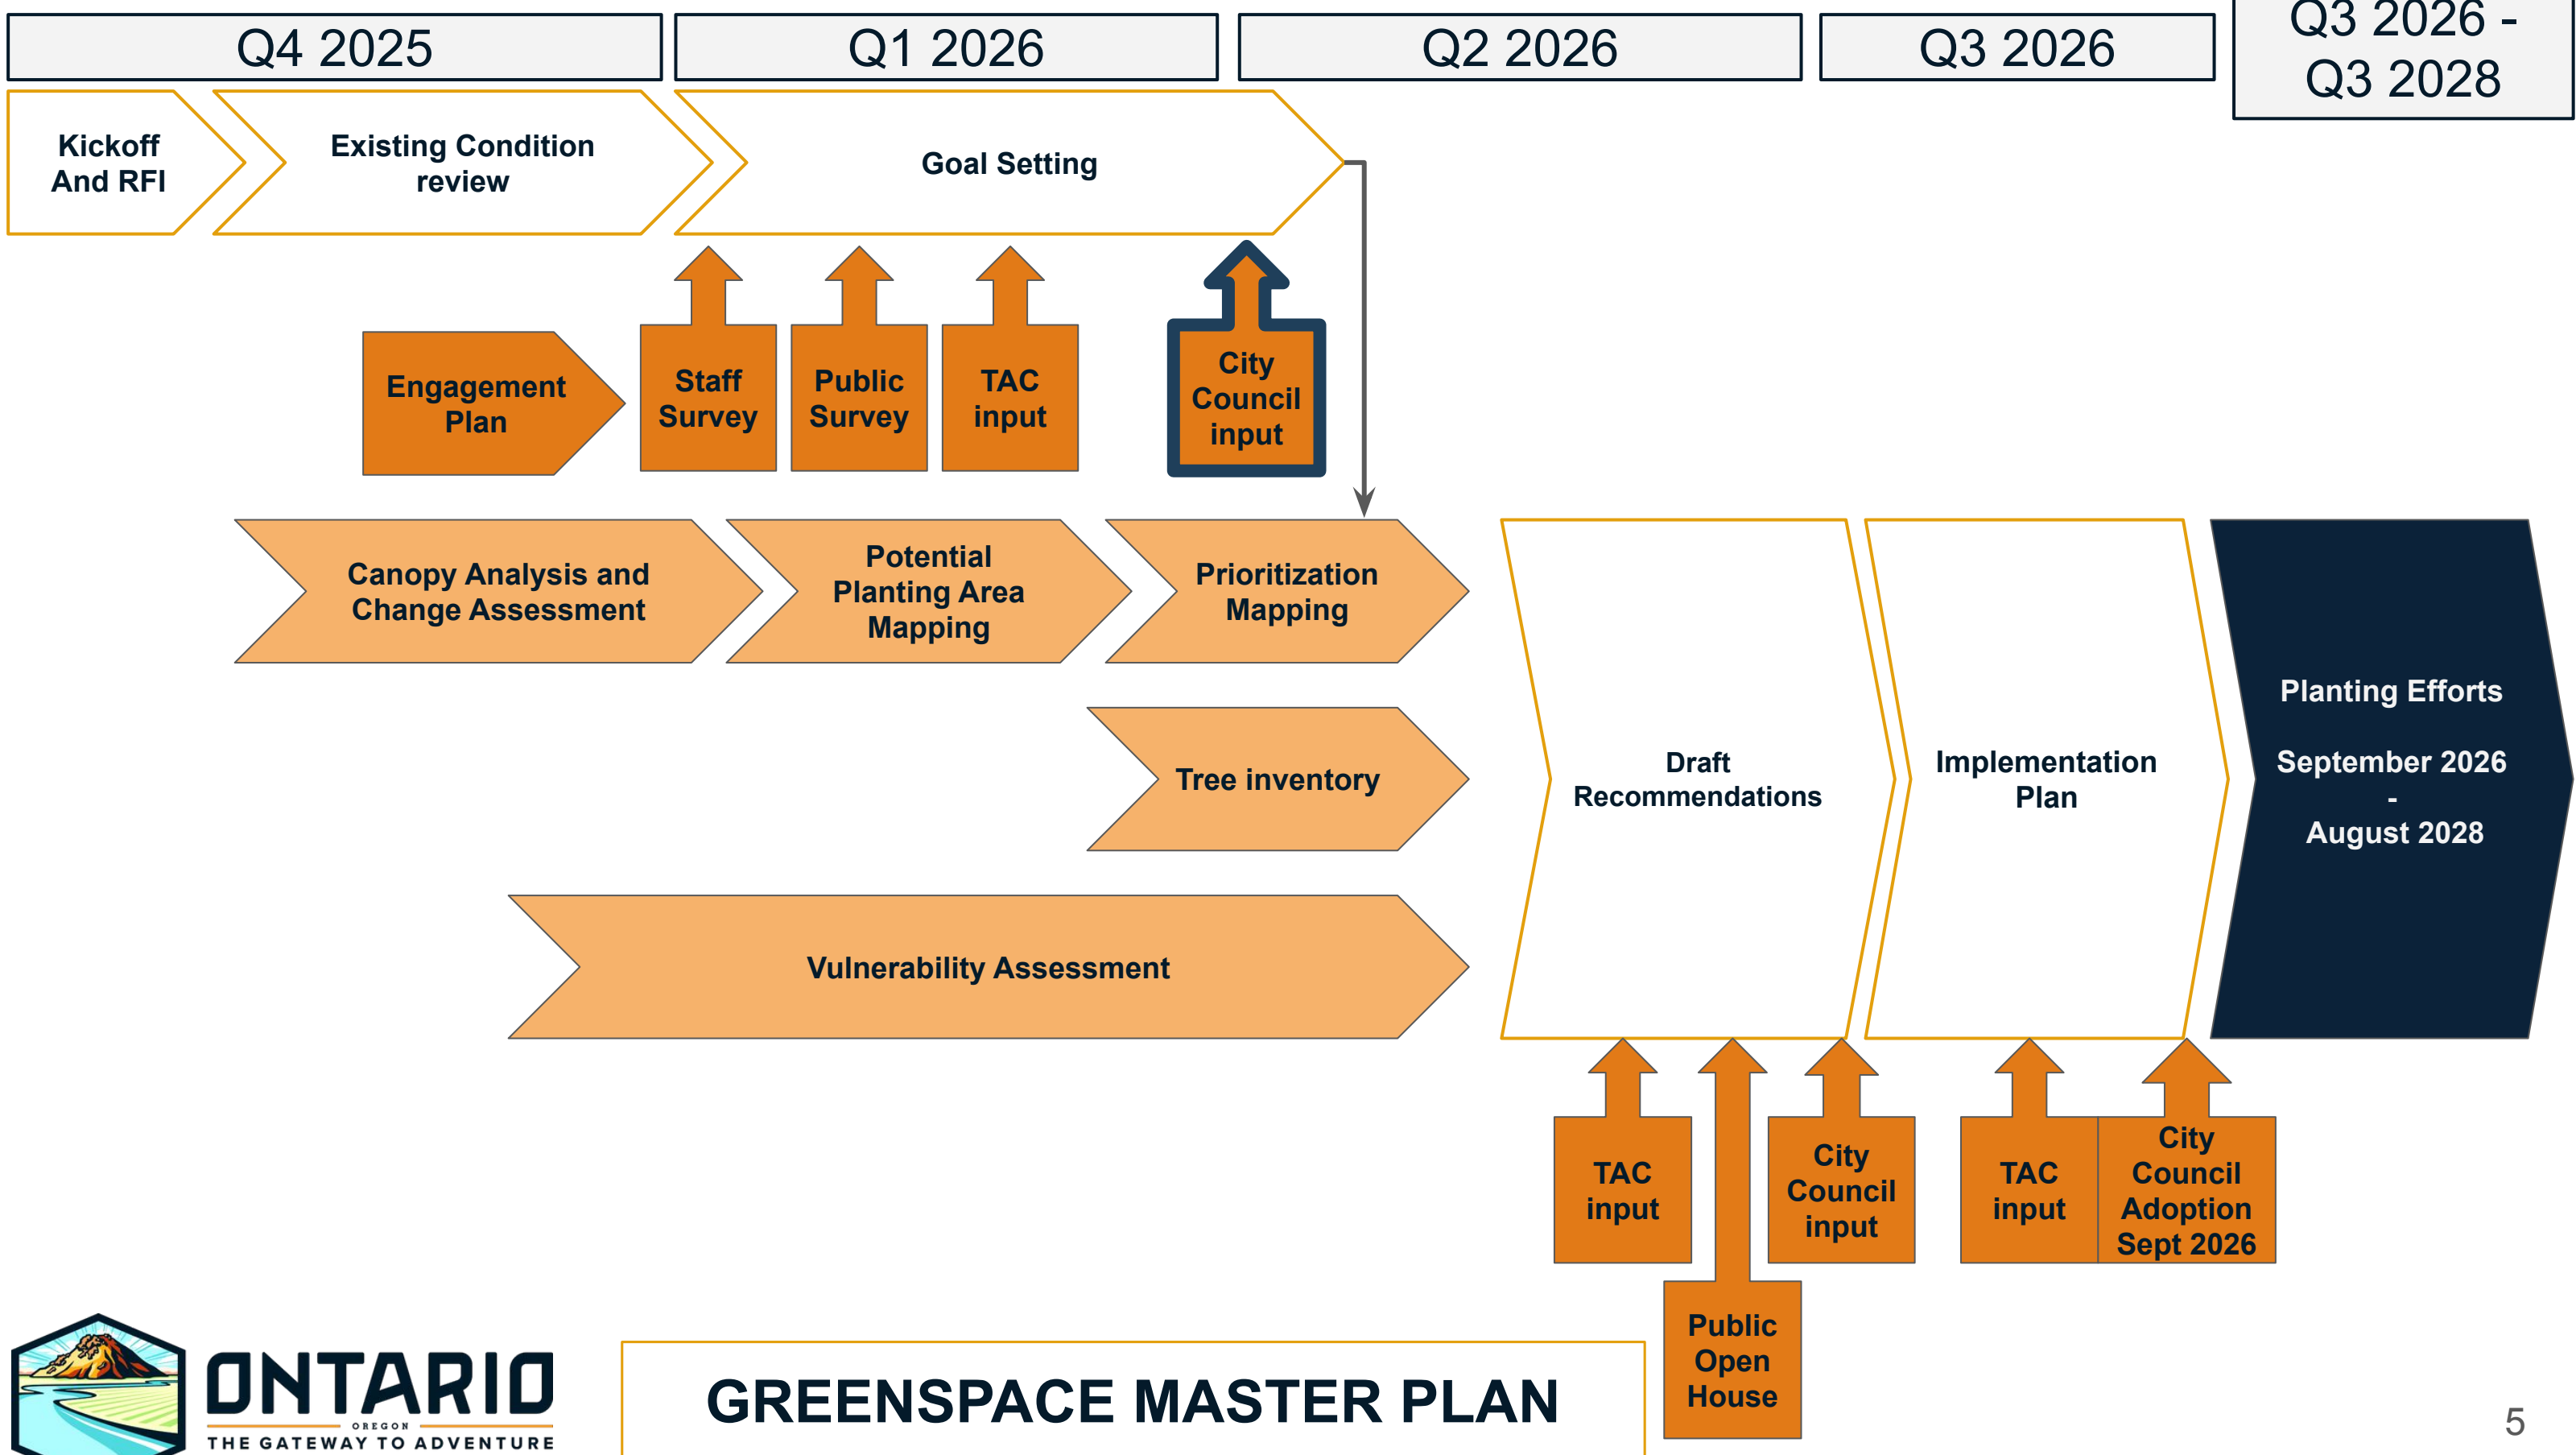 Q4 2025
Q1 2026
Q2 2026
Q3 2026
Q3 2026 -
Q3 2028
Kickoff
And RFI
Existing Condition
review
Goal Setting
Engagement
Plan
Staff
Survey
Public
Survey
TAC
input
City
Council
input
Canopy Analysis and
Change Assessment
Potential
Planting Area
Mapping
Prioritization
Mapping
Tree inventory
Vulnerability Assessment
Draft
Recommendations
Implementation
Plan
Planting Efforts
September 2026
-
August 2028
TAC
input
Public
Open
House
City
Council
input
TAC
input
City
Council
Adoption
Sept 2026
ONTARIO
OREGON
THE GATEWAY TO ADVENTURE
GREENSPACE MASTER PLAN
5